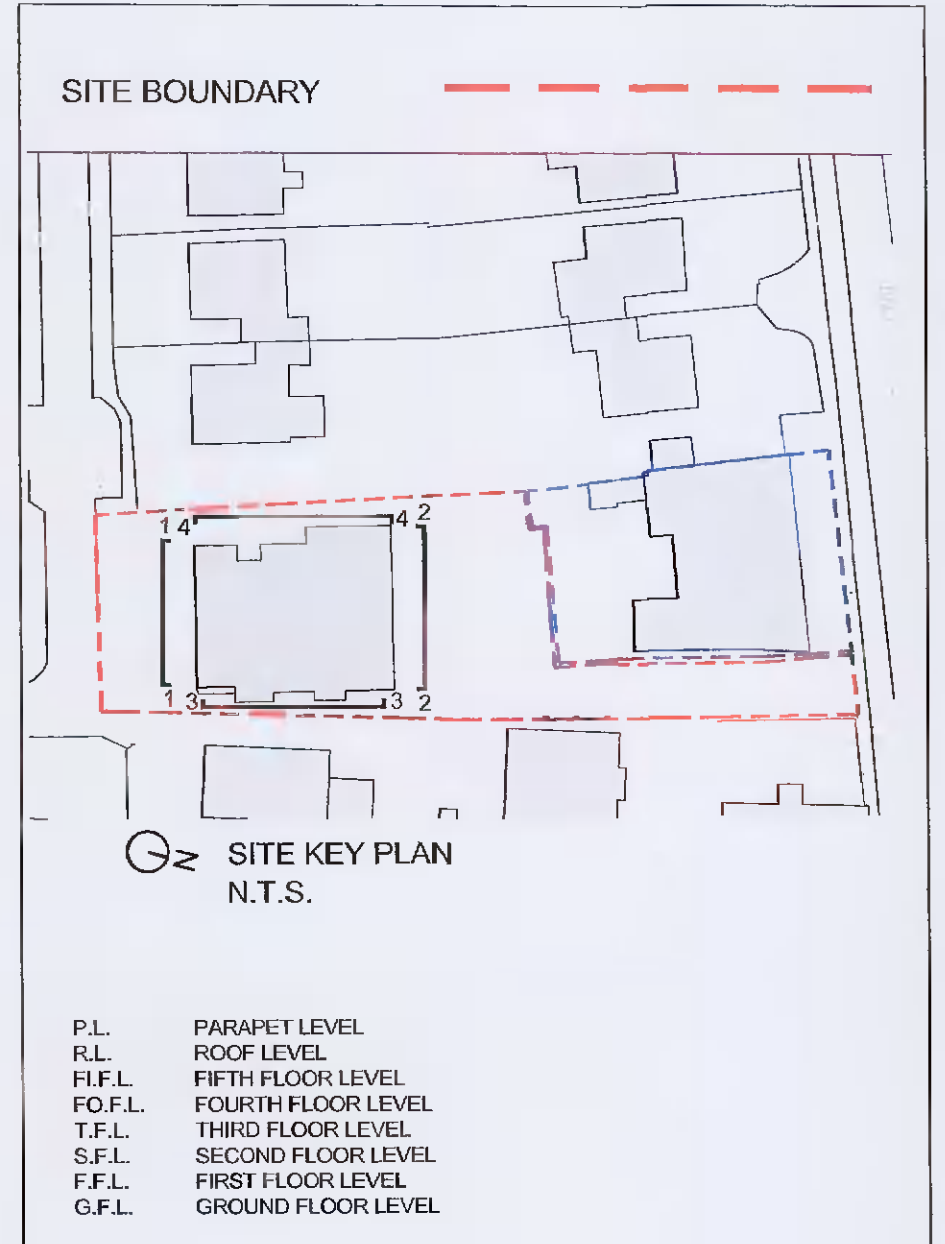 SITE BOUNDARY
1 4 4 2
1 3 3 2
N SITE KEY PLAN
N.T.S.
P.L. PARAPET LEVEL
R.L. ROOF LEVEL
FI.F.L. FIFTH FLOOR LEVEL
FO.F.L. FOURTH FLOOR LEVEL
T.F.L. THIRD FLOOR LEVEL
S.F.L. SECOND FLOOR LEVEL
F.F.L. FIRST FLOOR LEVEL
G.F.L. GROUND FLOOR LEVEL